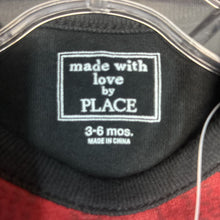 made with
love
by
PLACE
3-6 mos.
MADE IN CHINA